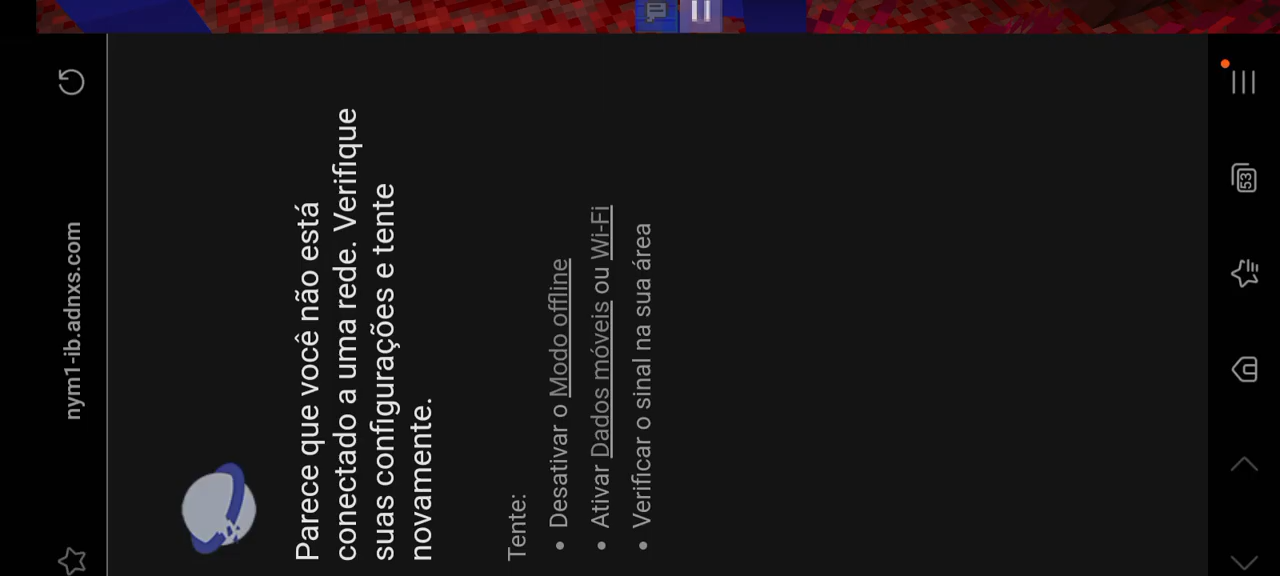 nym1-ib.adnxs.com
Parece que você não está
conectado a uma rede. Verifique
suas configurações e tente
novamente.
Tente:
• Desativar o Modo offline
• Ativar Dados móveis ou Wi-Fi
• Verificar o sinal na sua área
53